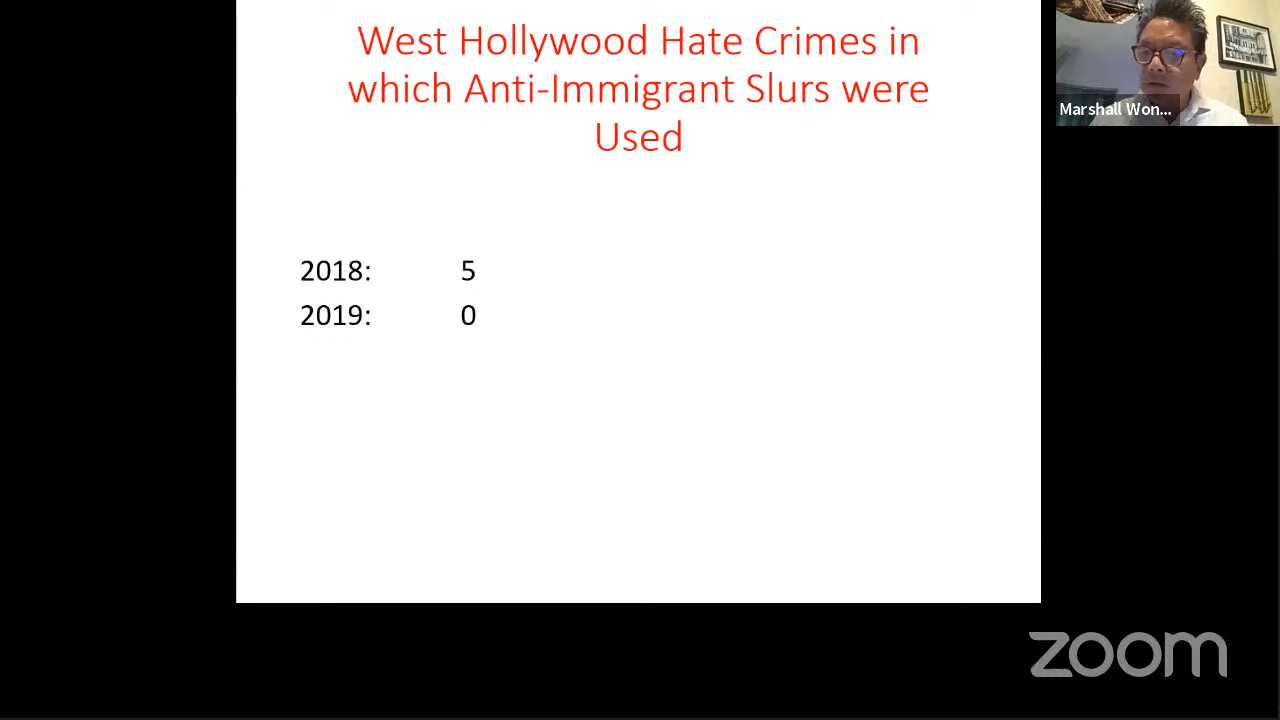 West Hollywood Hate Crimes in
which Anti-Immigrant Slurs were
Used
Marshall Won...
2018: 5
2019: 0
zoom